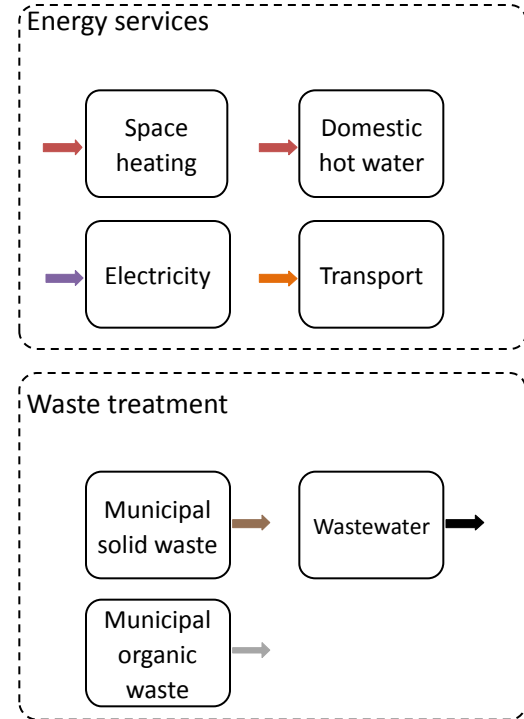 Energy services
Space
heating
Domestic
hot water
Electricity
Transport
Waste treatment
Municipal
solid waste
Wastewater
Municipal
organic
waste